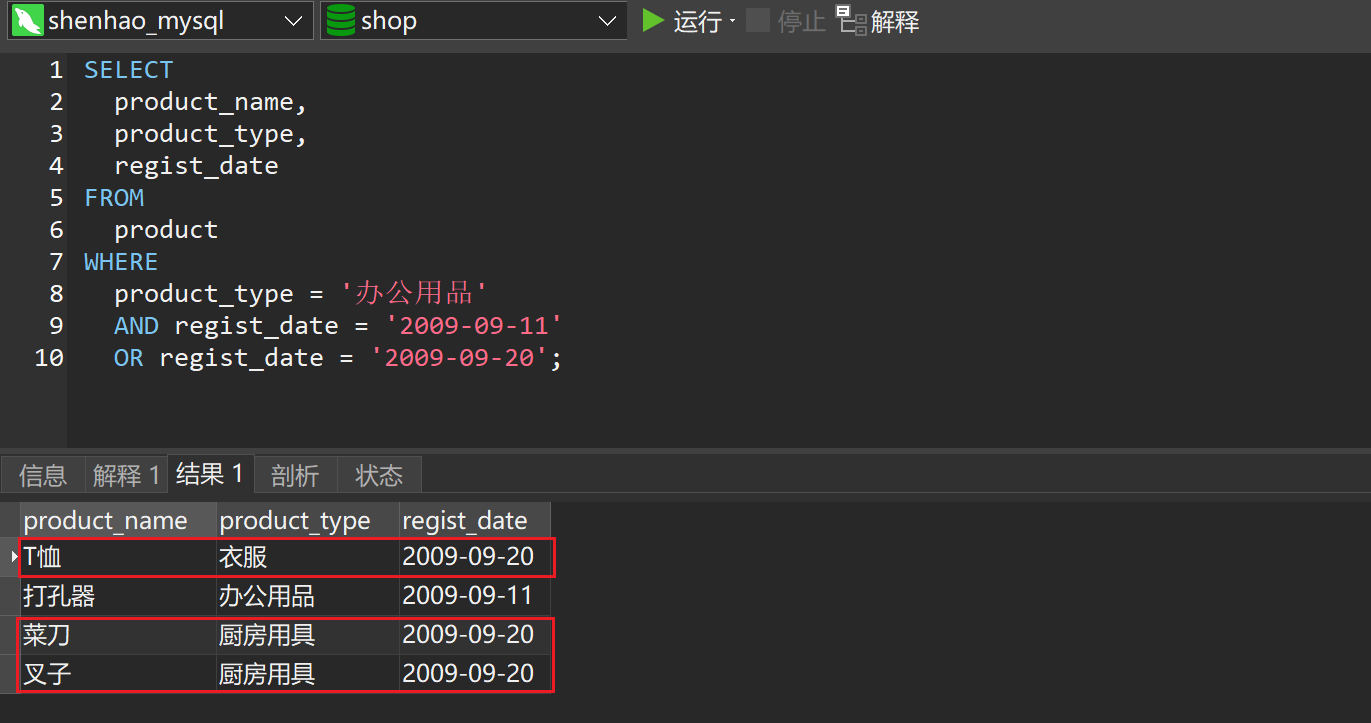 shenhao_mysql shop 运行 停止 解释
1 SELECT
2 product_name,
3 product_type,
4 regist_date
5 FROM
6 product
7 WHERE
8 product_type = '办公用品'
9 AND regist_date = '2009-09-11'
10 OR regist_date = '2009-09-20';
信息 解释 1 结果 1 剖析 状态
product_name product_type regist_date
T恤 衣服 2009-09-20
打孔器 办公用品 2009-09-11
菜刀 厨房用具 2009-09-20
叉子 厨房用具 2009-09-20